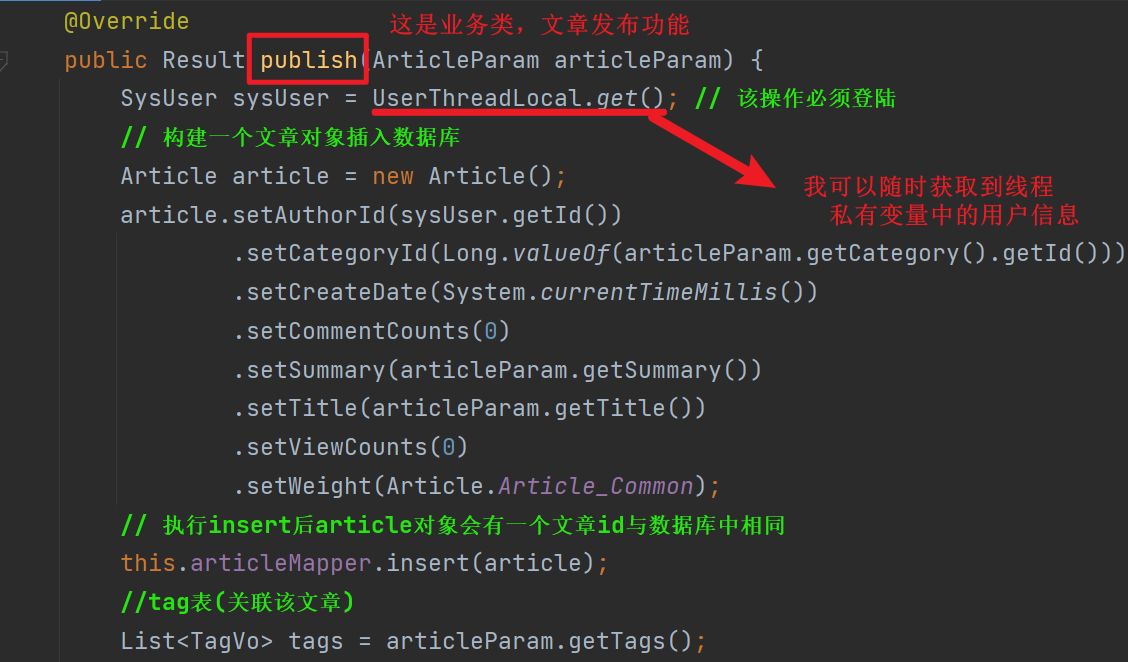 @Override
这是业务类，文章发布功能
public Result publish(ArticleParam articleParam) {
SysUser sysUser = UserThreadLocal.get(); // 该操作必须登陆
// 构建一个文章对象插入数据库
Article article = new Article();
我可以随时获取到线程
私有变量中的用户信息
article.setAuthorId(sysUser.getId())
.setCategoryId(Long.valueOf(articleParam.getCategory().getId()))
.setCreateDate(System.currentTimeMillis())
.setCommentCounts(0)
.setSummary(articleParam.getSummary())
.setTitle(articleParam.getTitle())
.setViewCounts(0)
.setWeight(Article.Article_Common);
// 执行insert后article对象会有一个文章id与数据库中相同
this.articleMapper.insert(article);
//tag表(关联该文章)
List<TagVo> tags = articleParam.getTags();